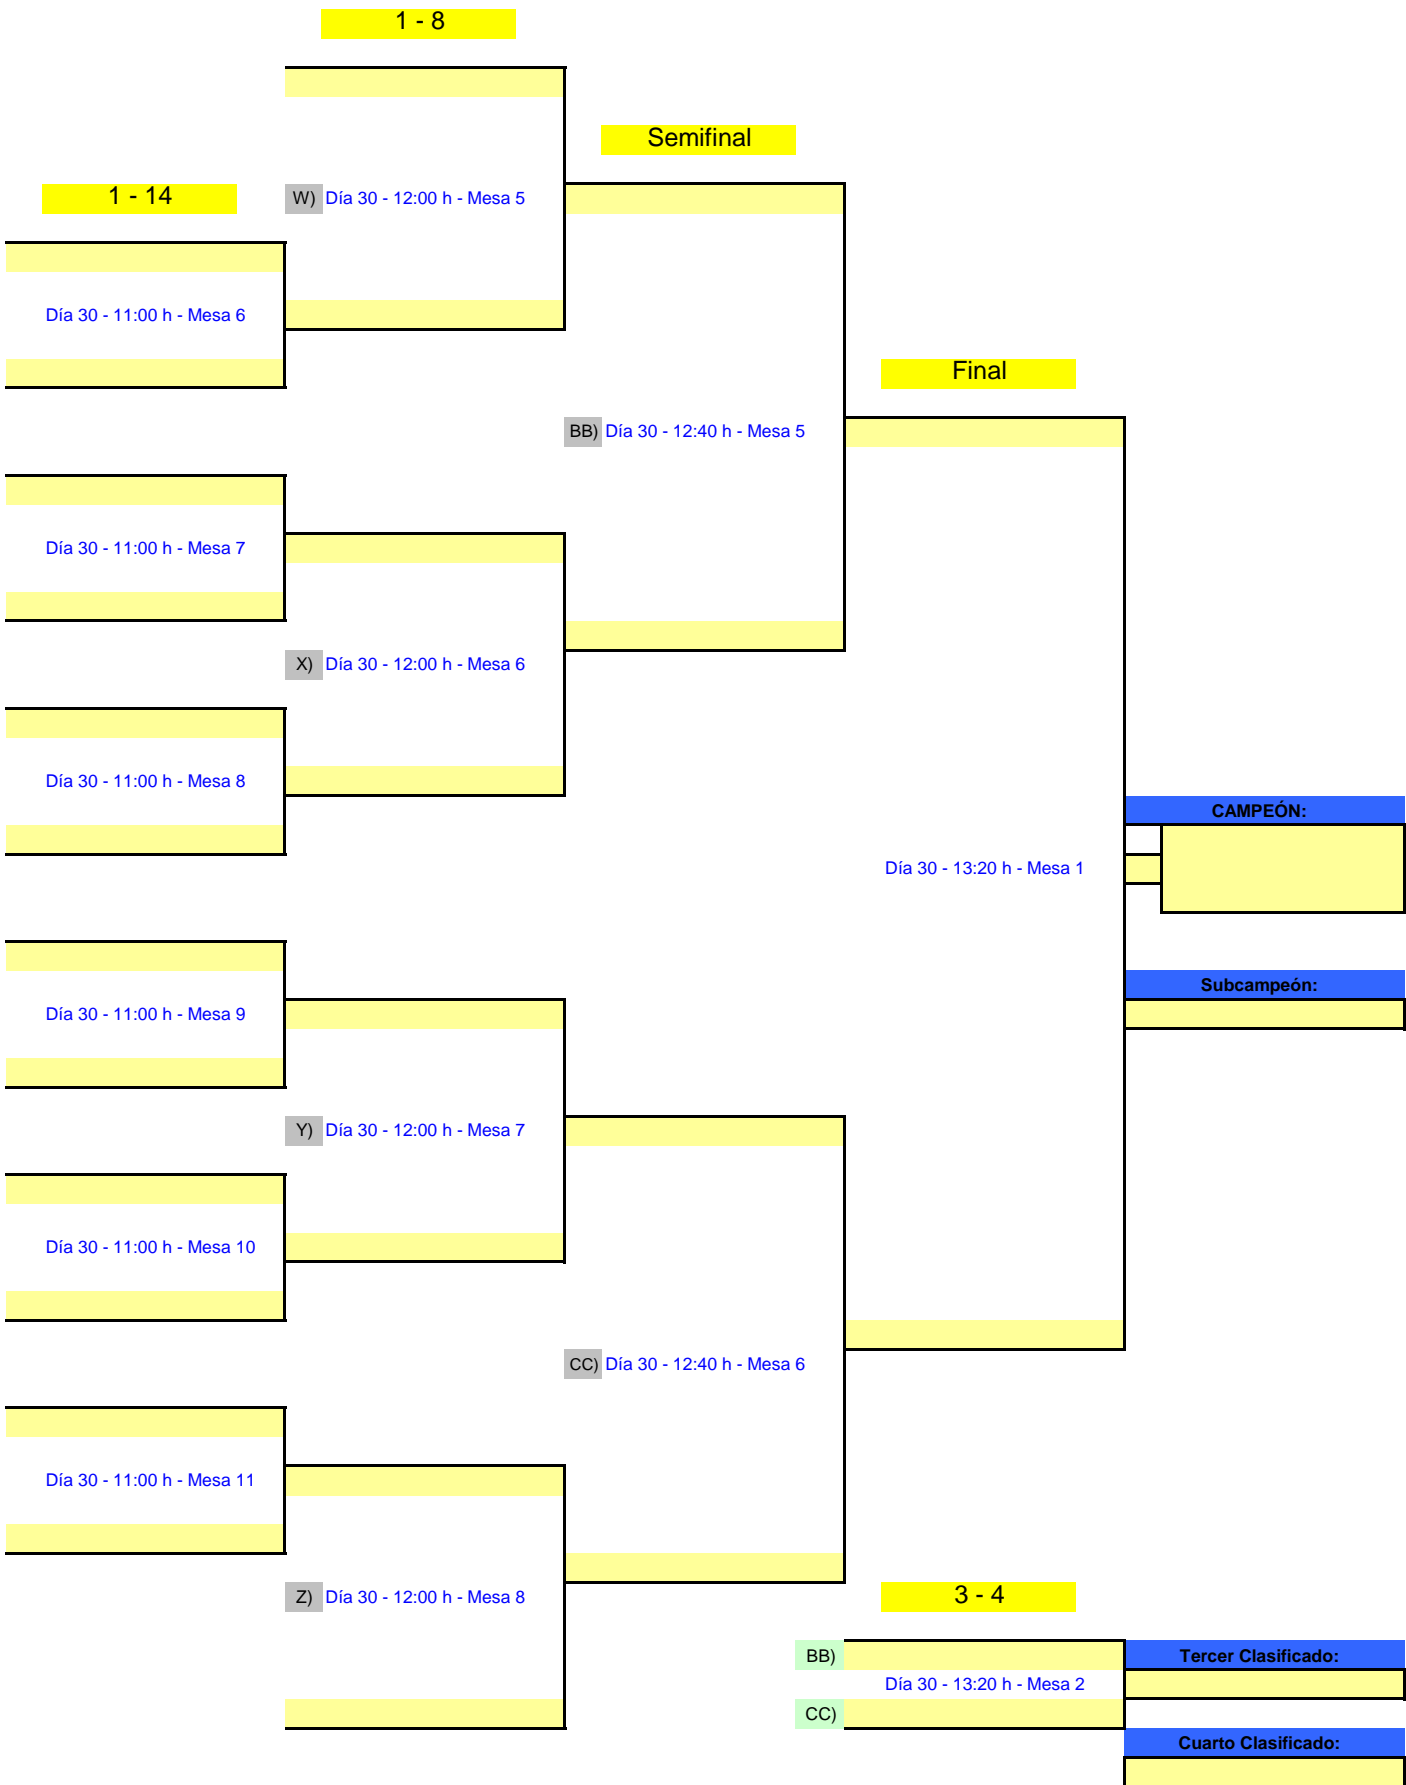 1 - 8
Semifinal
1 - 14
W) Día 30 - 12:00 h - Mesa 5
Día 30 - 11:00 h - Mesa 6
Final
BB) Día 30 - 12:40 h - Mesa 5
Día 30 - 11:00 h - Mesa 7
X) Día 30 - 12:00 h - Mesa 6
Día 30 - 11:00 h - Mesa 8
CAMPEÓN:
Día 30 - 13:20 h - Mesa 1
Subcampeón:
Día 30 - 11:00 h - Mesa 9
Y) Día 30 - 12:00 h - Mesa 7
Día 30 - 11:00 h - Mesa 10
CC) Día 30 - 12:40 h - Mesa 6
Día 30 - 11:00 h - Mesa 11
Z) Día 30 - 12:00 h - Mesa 8
3 - 4
BB)
Tercer Clasificado:
Día 30 - 13:20 h - Mesa 2
CC)
Cuarto Clasificado: